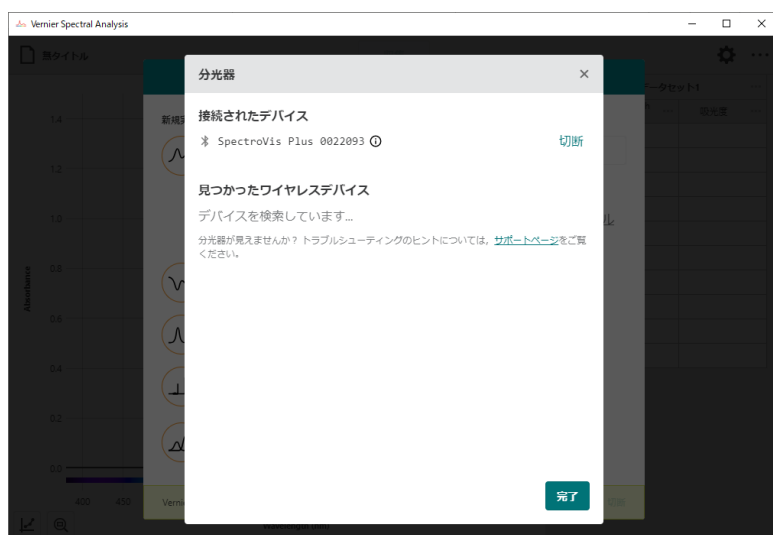 Vernier Spectral Analysis
無タイトル
分光器
データセット1
接続されたデバイス
1.4
新規
吸光度
SpectroVis Plus 0022093
切断
1.2
見つかったワイヤレスデバイス
デバイスを検索しています...
1.0
分光器が見えませんか？ トラブルシューティングのヒントについては, サポートページをご覧
ください。
0.8
Absorbance
0.6
0.4
0.2
0.0
完了
400
450
Verni
Wavelength (nm)